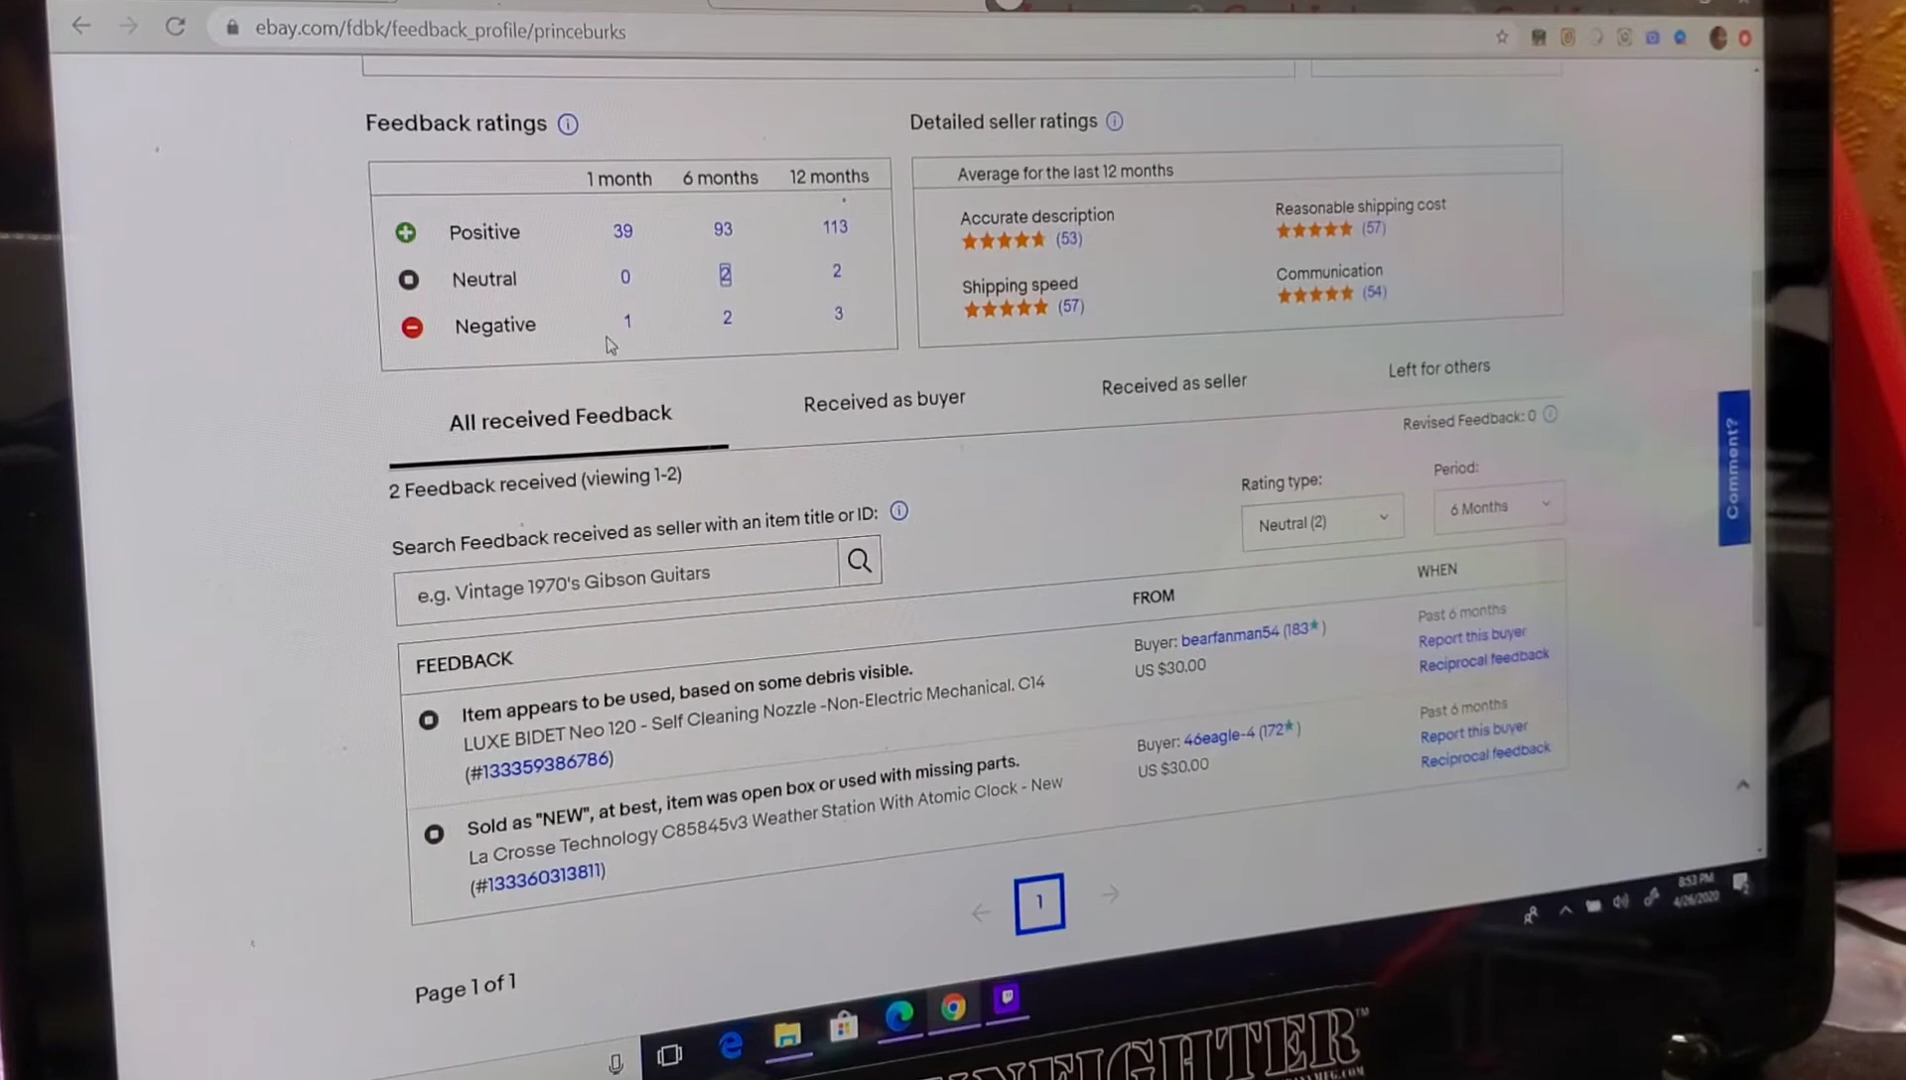 ebay.com/fdbk/feedback_profile/princeburks
Feedback ratings
Detailed seller ratings
1 month 6 months 12 months
Positive 39 93 113
Neutral 0 2 2
Negative 1 2 3
Average for the last 12 months
Accurate description
(53)
Reasonable shipping cost
(57)
Shipping speed
(57)
Communication
(54)
All received Feedback
Received as buyer
Received as seller
Left for others
Revised Feedback: 0
2 Feedback received (viewing 1-2)
Rating type:
Neutral (2)
Period:
6 Months
Search Feedback received as seller with an item title or ID:
e.g. Vintage 1970's Gibson Guitars
Comment?
FEEDBACK
FROM
WHEN
Item appears to be used, based on some debris visible.
LUXE BIDET Neo 120 - Self Cleaning Nozzle -Non-Electric Mechanical. C14
(#133359386786)
Buyer: bearfanman54 (183)
US $30.00
Past 6 months
Report this buyer
Reciprocal feedback
Sold as "NEW", at best, item was open box or used with missing parts.
La Crosse Technology C85845v3 Weather Station With Atomic Clock - New
(#133360313811)
Buyer: 46eagle-4 (172)
US $30.00
Past 6 months
Report this buyer
Reciprocal feedback
1
Page 1 of 1
8:53 PM
4/26/2020